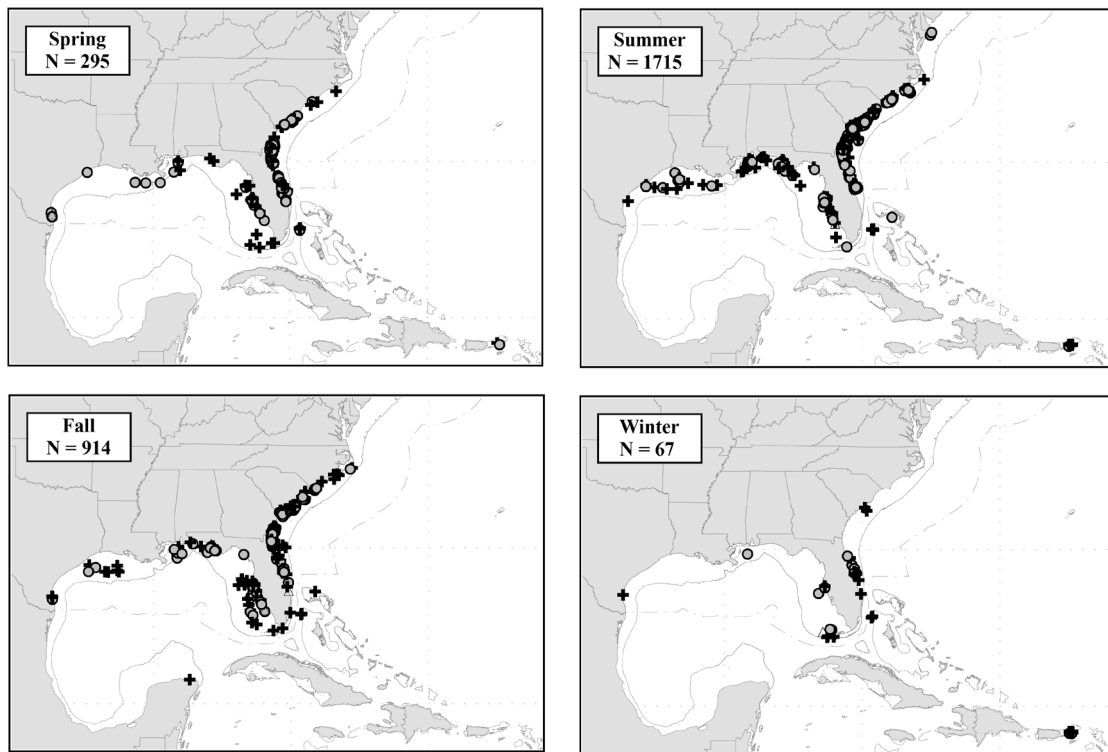 Spring
N = 295
Summer
N = 1715
Fall
N = 914
Winter
N = 67